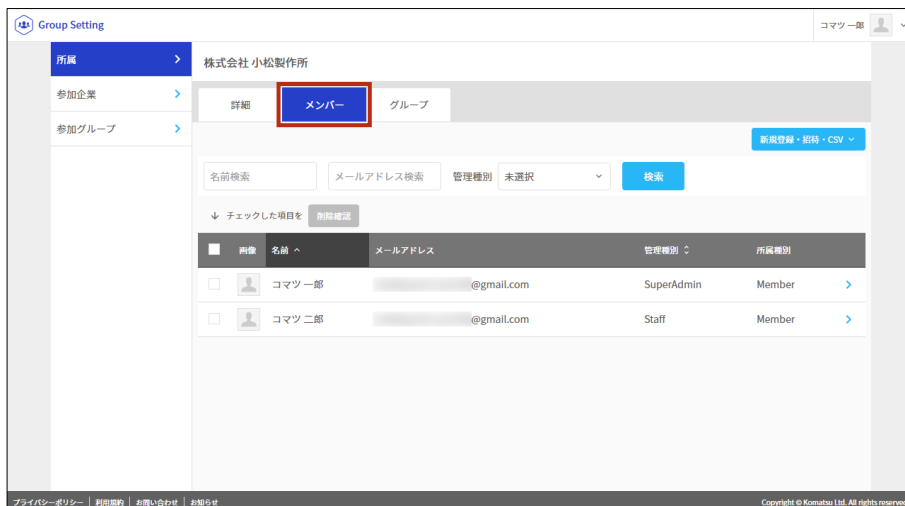 Group Setting
コマツ 一郎
所属
参加企業
参加グループ
株式会社 小松製作所
詳細 メンバー グループ
新規登録・招待・CSV
名前検索 メールアドレス検索 管理種別 未選択 検索
チェックした項目を 削除確認
画像 名前 メールアドレス 管理種別 所属種別
コマツ 一郎 @gmail.com SuperAdmin Member
コマツ 二郎 @gmail.com Staff Member
プライバシーポリシー | 利用規約 | お問い合わせ | お知らせ
Copyright © Komatsu Ltd. All rights reserved